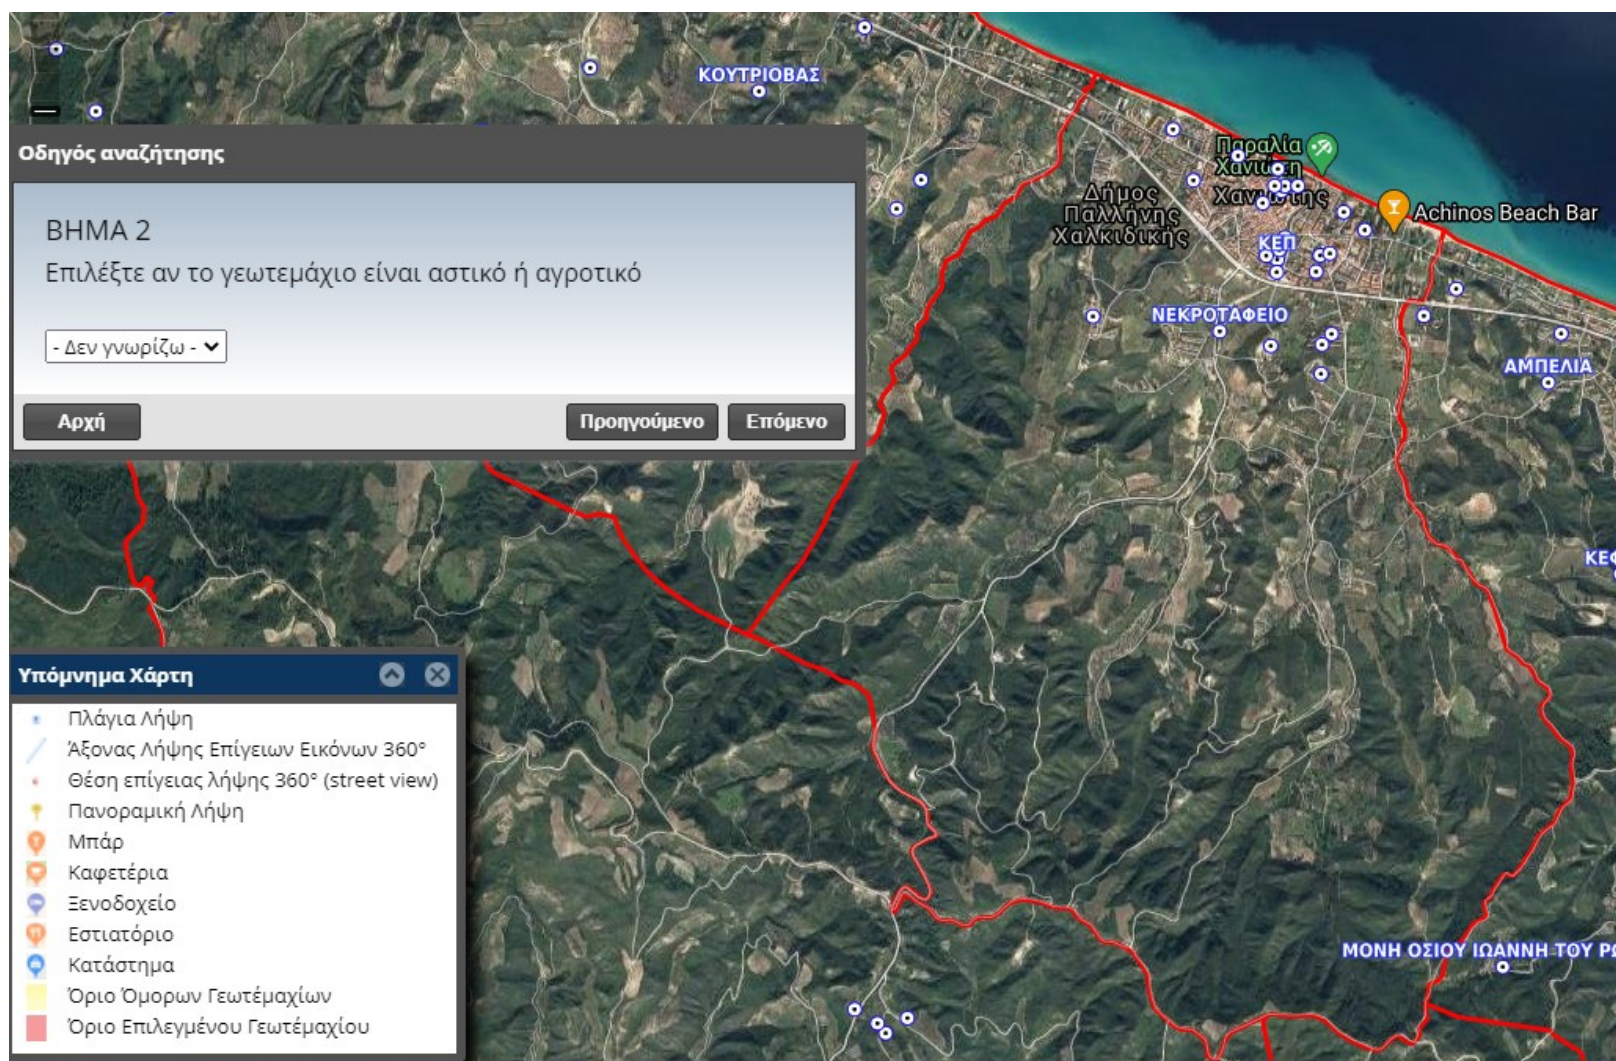 ΚΟΥΤΡΙΟΒΑΣ
Οδηγός αναζήτησης
ΒΗΜΑ 2
Επιλέξτε αν το γεωτεμάχιο είναι αστικό ή αγροτικό
- Δεν γνωρίζω -
Αρχή
Προηγούμενο
Επόμενο
Παραλία
Χανιώτη
Χανιώτης
Δήμος
Παλλήνης
Χαλκιδικής
Achinos Beach Bar
ΚΕΠ
ΝΕΚΡΟΤΑΦΕΙΟ
ΑΜΠΕΛΙΑ
Υπόμνημα Χάρτη
Πλάγια Λήψη
Άξονας Λήψης Επίγειων Εικόνων 360°
Θέση επίγειας λήψης 360° (street view)
Πανοραμική Λήψη
Μπάρ
Καφετέρια
Ξενοδοχείο
Εστιατόριο
Κατάστημα
Όριο Όμορων Γεωτέμαχίων
Όριο Επιλεγμένου Γεωτέμαχίου
ΜΟΝΗ ΟΣΙΟΥ ΙΩΑΝΝΗ ΤΟΥ